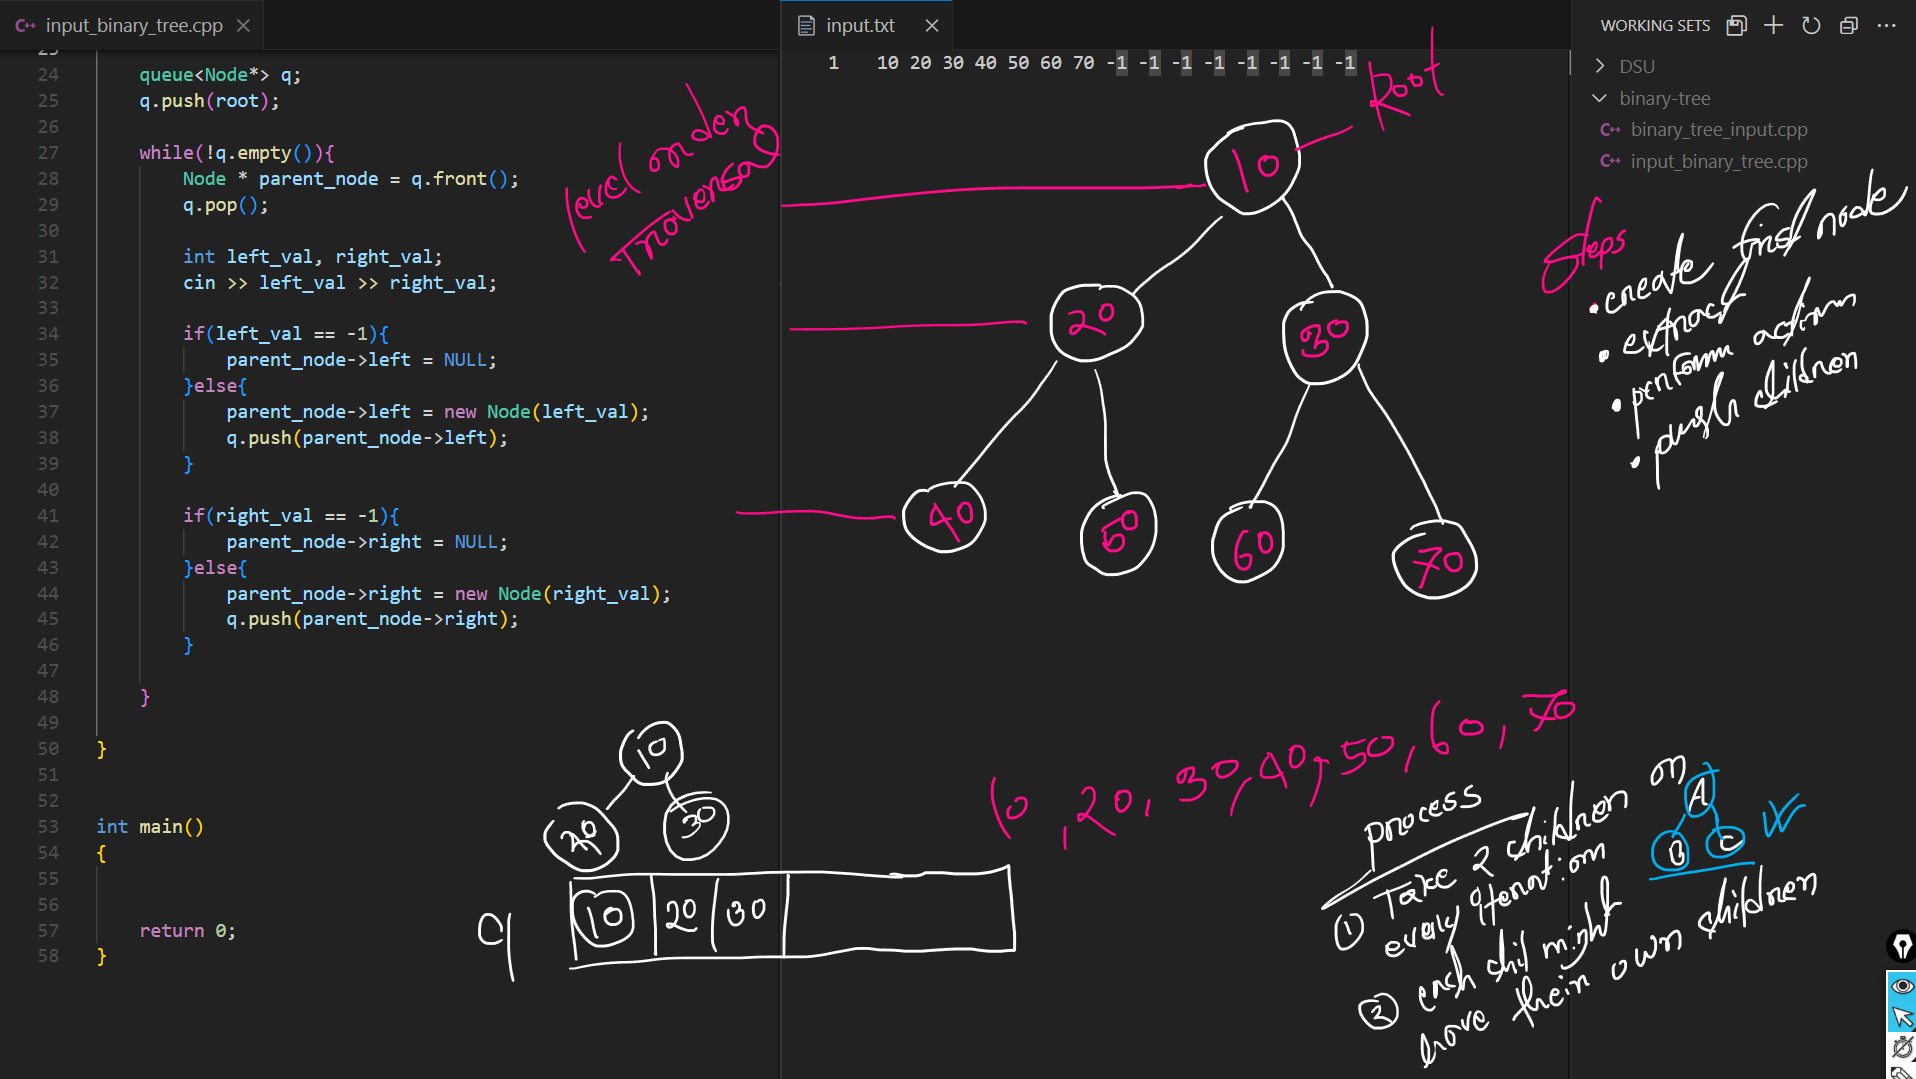 input_binary_tree.cpp
24 queue<Node*> q;
25 q.push(root);
26
27 while(!q.empty()){
28 Node * parent_node = q.front();
29 q.pop();
30
31 int left_val, right_val;
32 cin >> left_val >> right_val;
33
34 if(left_val == -1){
35 parent_node->left = NULL;
36 }else{
37 parent_node->left = new Node(left_val);
38 q.push(parent_node->left);
39 }
40
41 if(right_val == -1){
42 parent_node->right = NULL;
43 }else{
44 parent_node->right = new Node(right_val);
45 q.push(parent_node->right);
46 }
47
48 }
49
50 }
51
52
53 int main()
54 {
55
56
57 return 0;
58 }
level order
Traversal
10
20 30
q 10 20 30
input.txt
1 10 20 30 40 50 60 70 -1 -1 -1 -1 -1 -1 -1 -1
Root
10
20 30
40 50 60 70
10, 20, 30, 40, 50, 60, 70
WORKING SETS
DSU
binary-tree
binary_tree_input.cpp
input_binary_tree.cpp
Steps
• create first node
• extract
• perform action
• push children
process
① Take 2 children on
every iteration
A
B C
② each chil might
have their own children